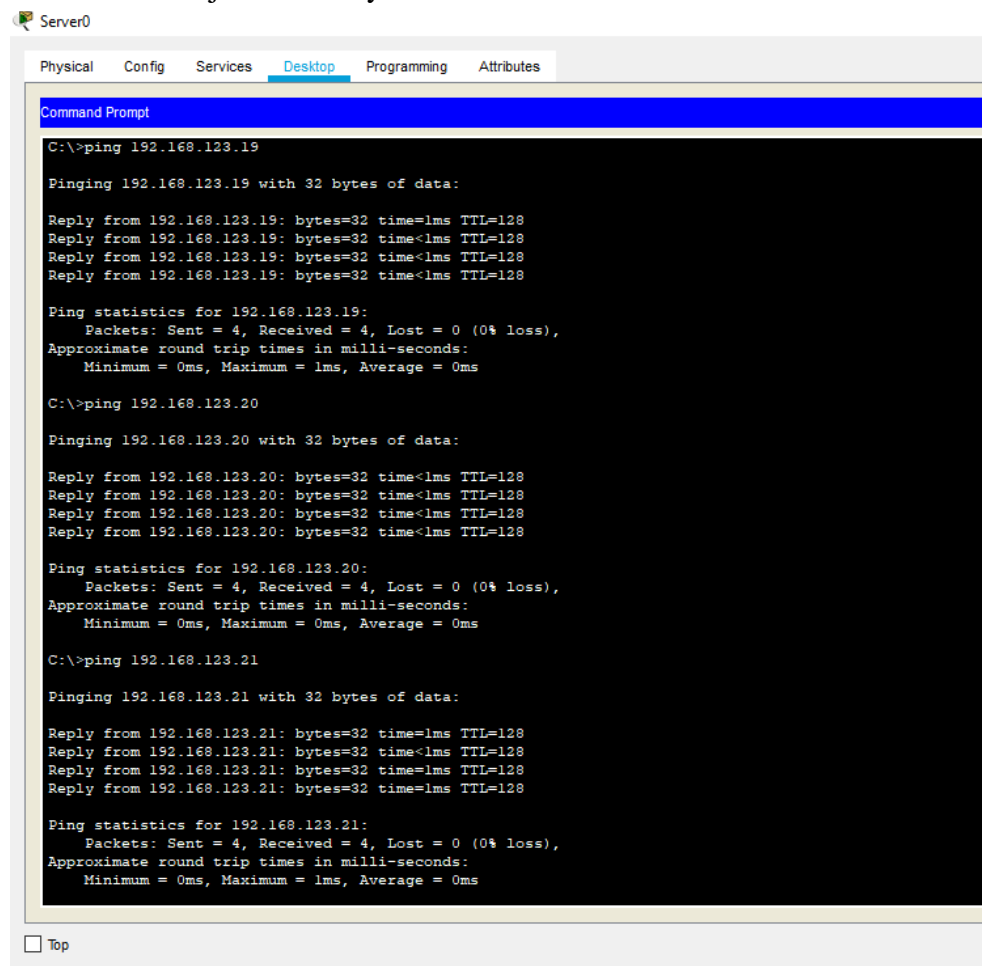 Server0
Physical Config Services Desktop Programming Attributes
Command Prompt
C:\>ping 192.168.123.19
Pinging 192.168.123.19 with 32 bytes of data:
Reply from 192.168.123.19: bytes=32 time=1ms TTL=128
Reply from 192.168.123.19: bytes=32 time<1ms TTL=128
Reply from 192.168.123.19: bytes=32 time<1ms TTL=128
Reply from 192.168.123.19: bytes=32 time<1ms TTL=128
Ping statistics for 192.168.123.19:
Packets: Sent = 4, Received = 4, Lost = 0 (0% loss),
Approximate round trip times in milli-seconds:
Minimum = 0ms, Maximum = 1ms, Average = 0ms
C:\>ping 192.168.123.20
Pinging 192.168.123.20 with 32 bytes of data:
Reply from 192.168.123.20: bytes=32 time<1ms TTL=128
Reply from 192.168.123.20: bytes=32 time<1ms TTL=128
Reply from 192.168.123.20: bytes=32 time<1ms TTL=128
Reply from 192.168.123.20: bytes=32 time<1ms TTL=128
Ping statistics for 192.168.123.20:
Packets: Sent = 4, Received = 4, Lost = 0 (0% loss),
Approximate round trip times in milli-seconds:
Minimum = 0ms, Maximum = 0ms, Average = 0ms
C:\>ping 192.168.123.21
Pinging 192.168.123.21 with 32 bytes of data:
Reply from 192.168.123.21: bytes=32 time=1ms TTL=128
Reply from 192.168.123.21: bytes=32 time<1ms TTL=128
Reply from 192.168.123.21: bytes=32 time=1ms TTL=128
Reply from 192.168.123.21: bytes=32 time=1ms TTL=128
Ping statistics for 192.168.123.21:
Packets: Sent = 4, Received = 4, Lost = 0 (0% loss),
Approximate round trip times in milli-seconds:
Minimum = 0ms, Maximum = 1ms, Average = 0ms
Top